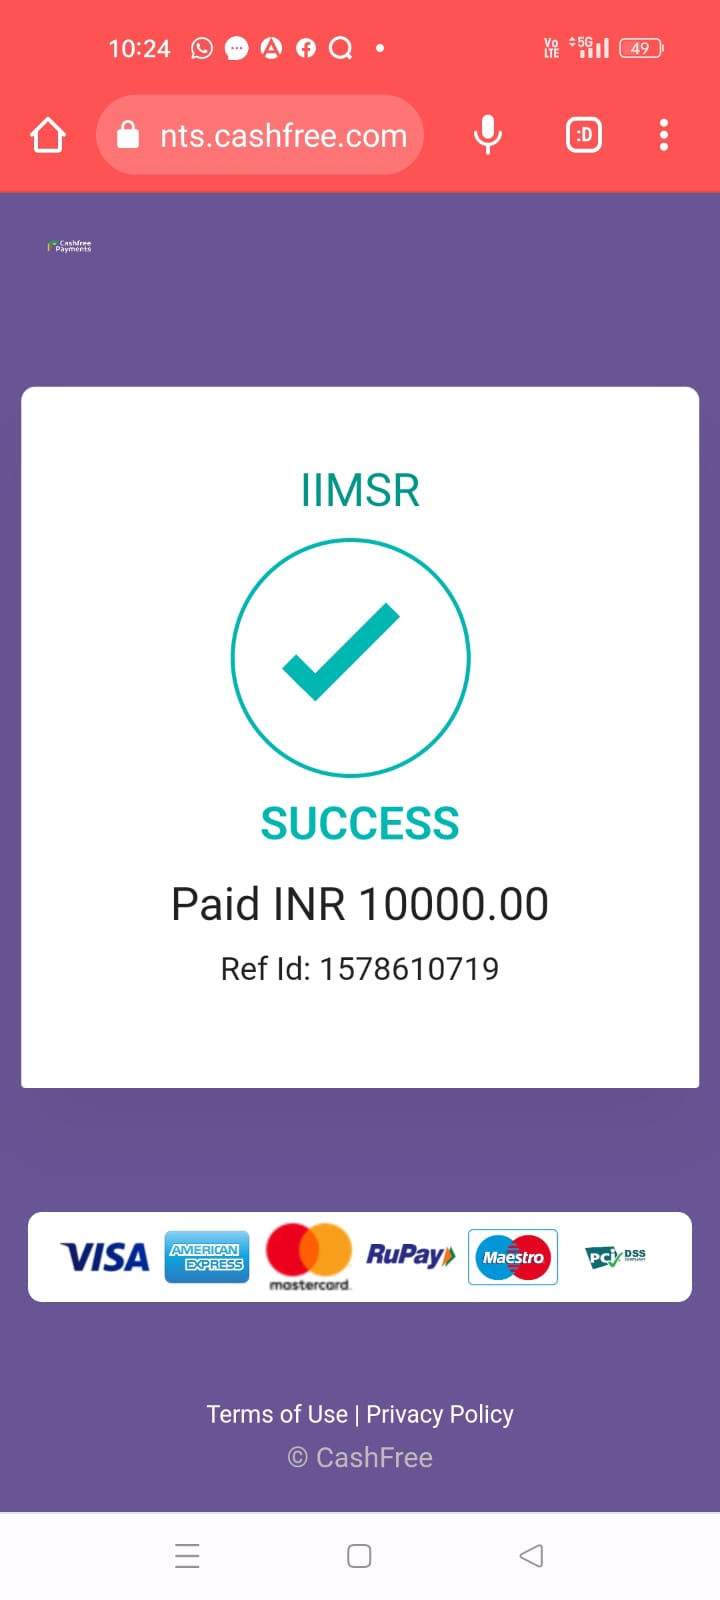 10:24
Vo LTE 5G 49
nts.cashfree.com
:D
Cashfree
Payments
IIMSR
SUCCESS
Paid INR 10000.00
Ref Id: 1578610719
VISA AMERICAN EXPRESS mastercard RuPay Maestro PCI DSS
Terms of Use | Privacy Policy
© CashFree